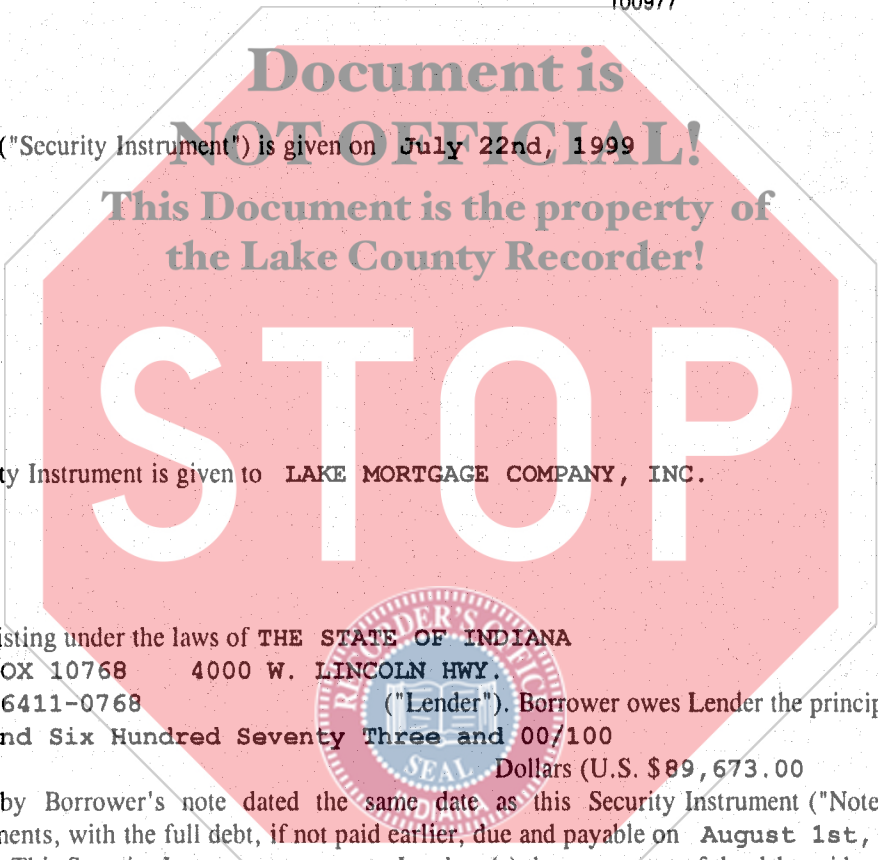 100977
Document is
NOT OFFICIAL!
("Security Instrument") is given on July 22nd, 1999
This Document is the property of
the Lake County Recorder!
STOP
ty Instrument is given to LAKE MORTGAGE COMPANY, INC.
RECORDER'S OFFICE
isting under the laws of THE STATE OF INDIANA
OX 10768 4000 W. LINCOLN HWY.
6411-0768 ("Lender"). Borrower owes Lender the princip
nd Six Hundred Seventy Three and 00/100
SEAL
Dollars (U.S. $89,673.00
INDIANA
by Borrower's note dated the same date as this Security Instrument ("Note
ments, with the full debt, if not paid earlier, due and payable on August 1st,